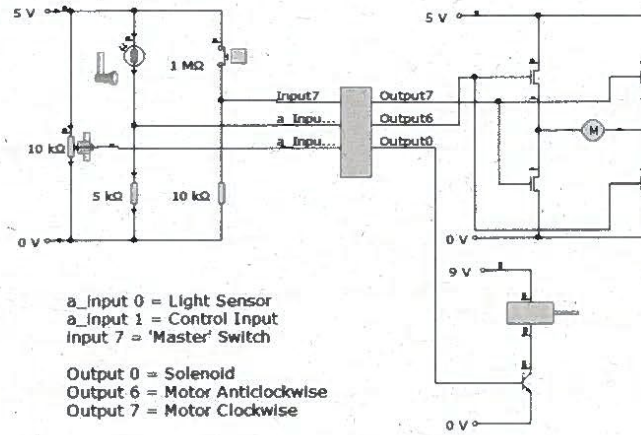 5 V
5 V
1 MΩ
Input7
Output7
a_Inpu...
Output6
a_Inpu...
Output0
10 kΩ
M
5 kΩ
10 kΩ
0 V
0 V
9 V
a_input 0 = Light Sensor
a_input 1 = Control Input
input 7 = 'Master' Switch
Output 0 = Solenoid
Output 6 = Motor Anticlockwise
Output 7 = Motor Clockwise
0 V